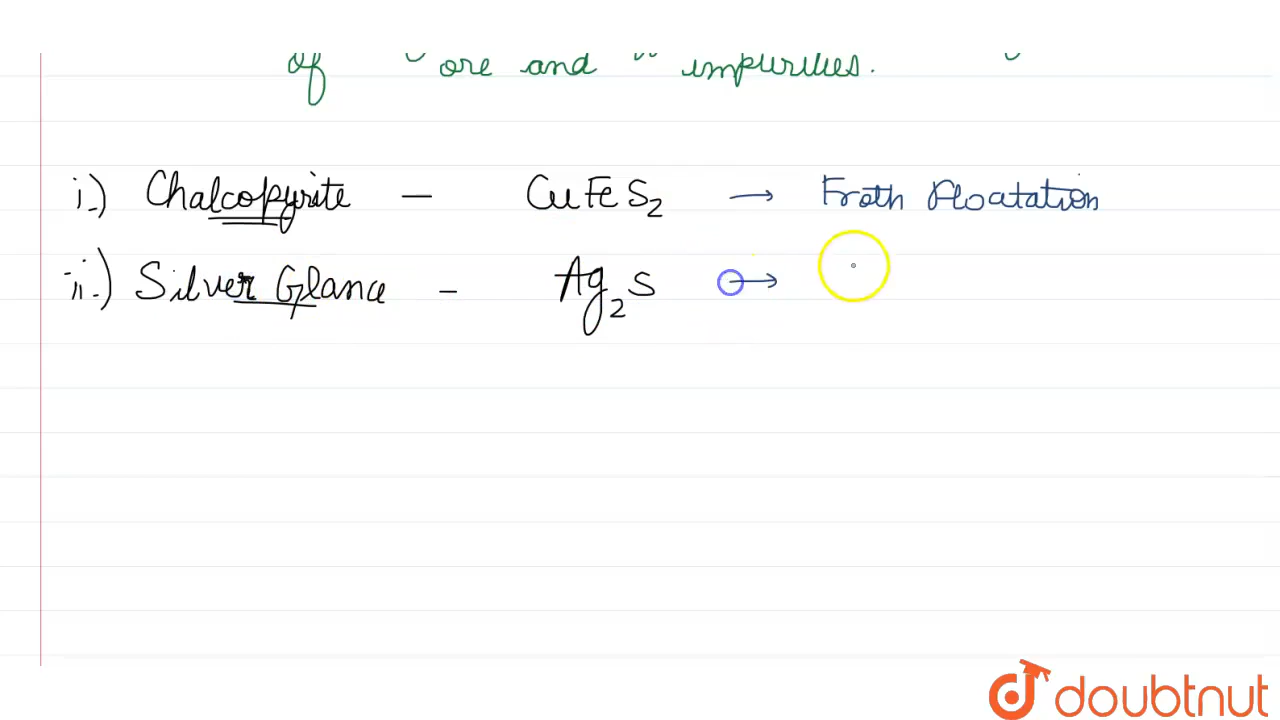 of ore and impurities.
i.) Chalcopyrite - CuFeS2 → Froth Floatation
ii.) Silver Glance - Ag2S →
doubtnut